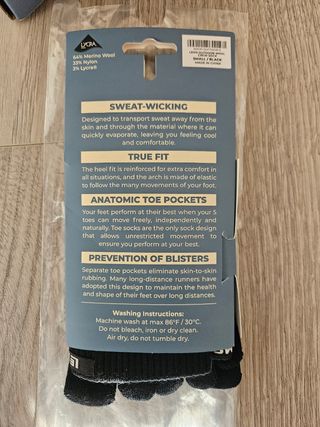 LYCRA
64% Merino Wool
33% Nylon
3% Lycra®
SMALL / BLACK
MADE IN CHINA
SWEAT-WICKING
Designed to transport sweat away from the
skin and through the material where it can
quickly evaporate, leaving you feeling cool
and comfortable.
TRUE FIT
The heel fit is reinforced for extra comfort in
all situations, and the arch is made of elastic
to follow the many movements of your foot.
ANATOMIC TOE POCKETS
Your feet perform at their best when your 5
toes can move freely, independently and
naturally. Toe socks are the only sock design
that allows unrestricted movement to
ensure you perform at your best.
PREVENTION OF BLISTERS
Separate toe pockets eliminate skin-to-skin
rubbing. Many long-distance runners have
adopted this design to maintain the health
and shape of their feet over long distances.
Washing Instructions:
Machine wash at max 86°F / 30°C.
Do not bleach, iron or dry clean.
Air dry, do not tumble dry.